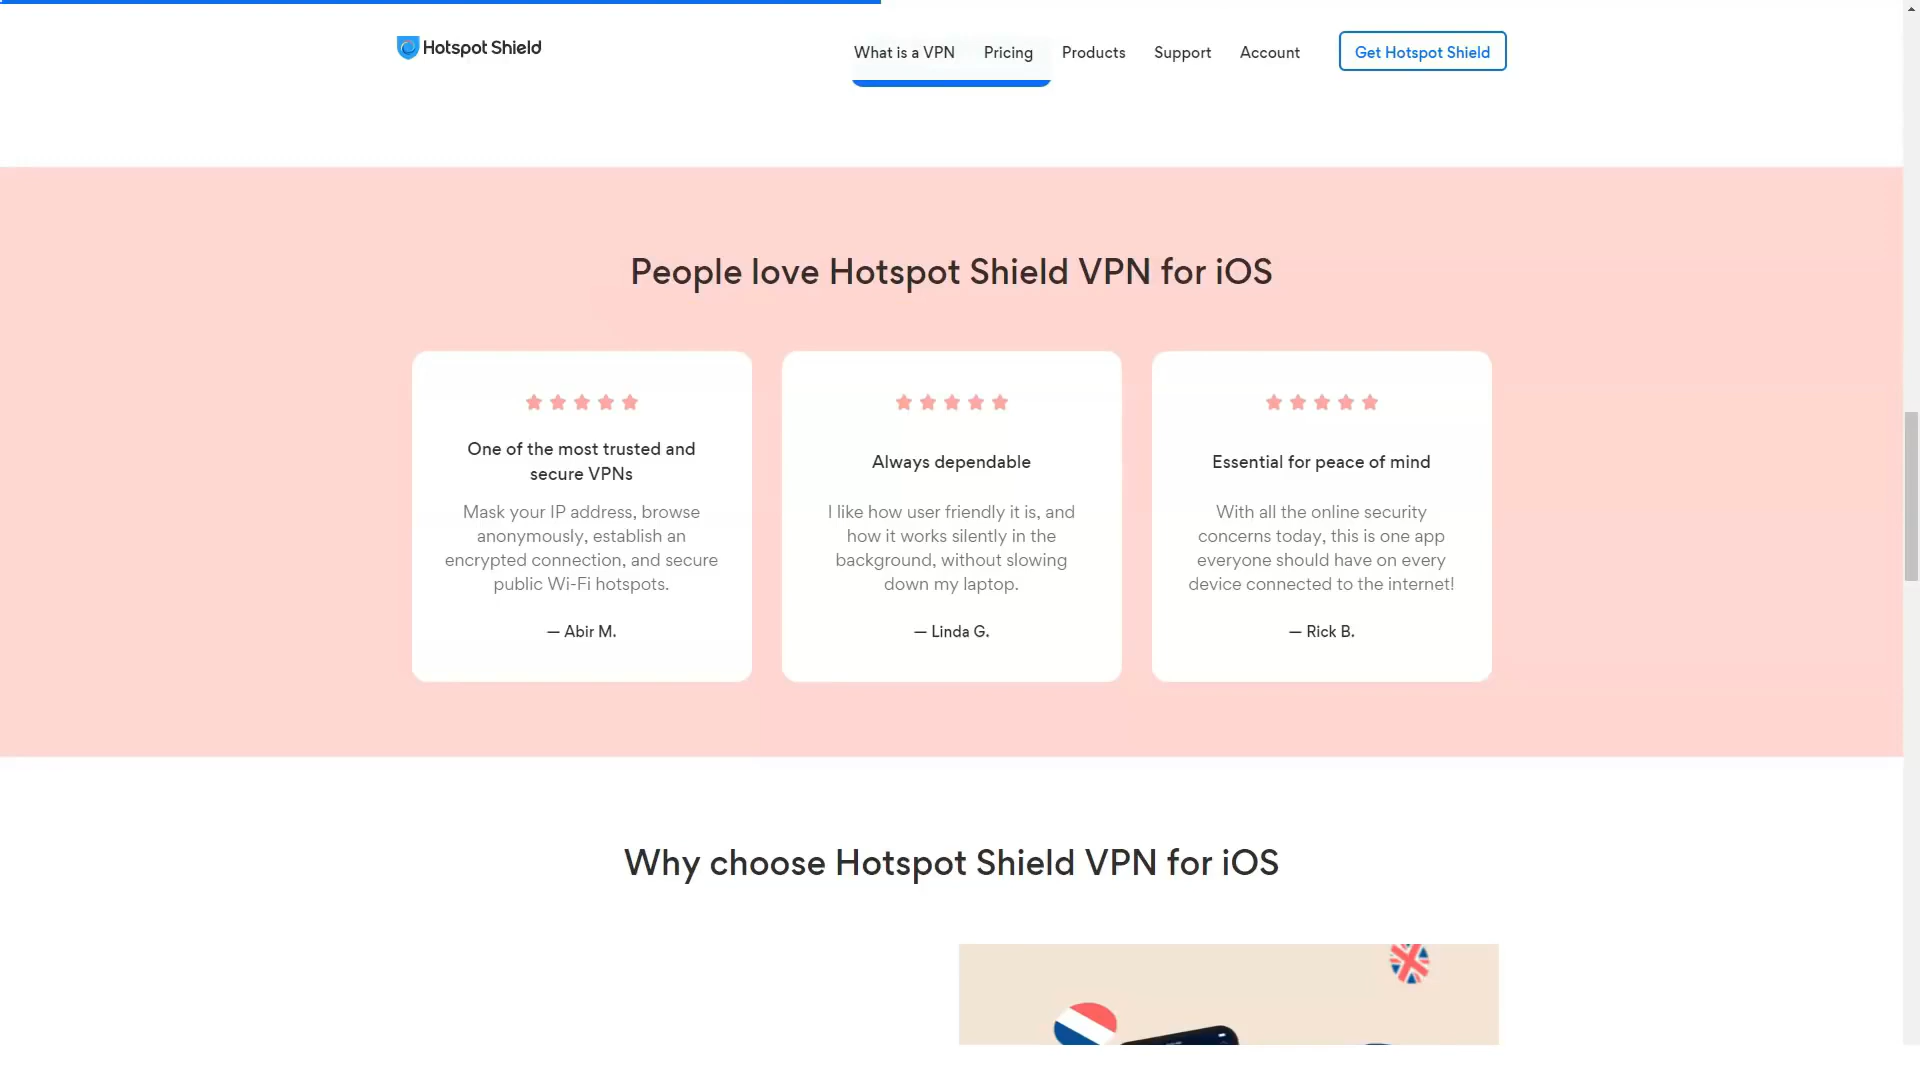 Hotspot Shield
What is a VPN
Pricing
Products
Support
Account
Get Hotspot Shield
People love Hotspot Shield VPN for iOS
One of the most trusted and
secure VPNs
Mask your IP address, browse
anonymously, establish an
encrypted connection, and secure
public Wi-Fi hotspots.
— Abir M.
Always dependable
I like how user friendly it is, and
how it works silently in the
background, without slowing
down my laptop.
— Linda G.
Essential for peace of mind
With all the online security
concerns today, this is one app
everyone should have on every
device connected to the internet!
— Rick B.
Why choose Hotspot Shield VPN for iOS